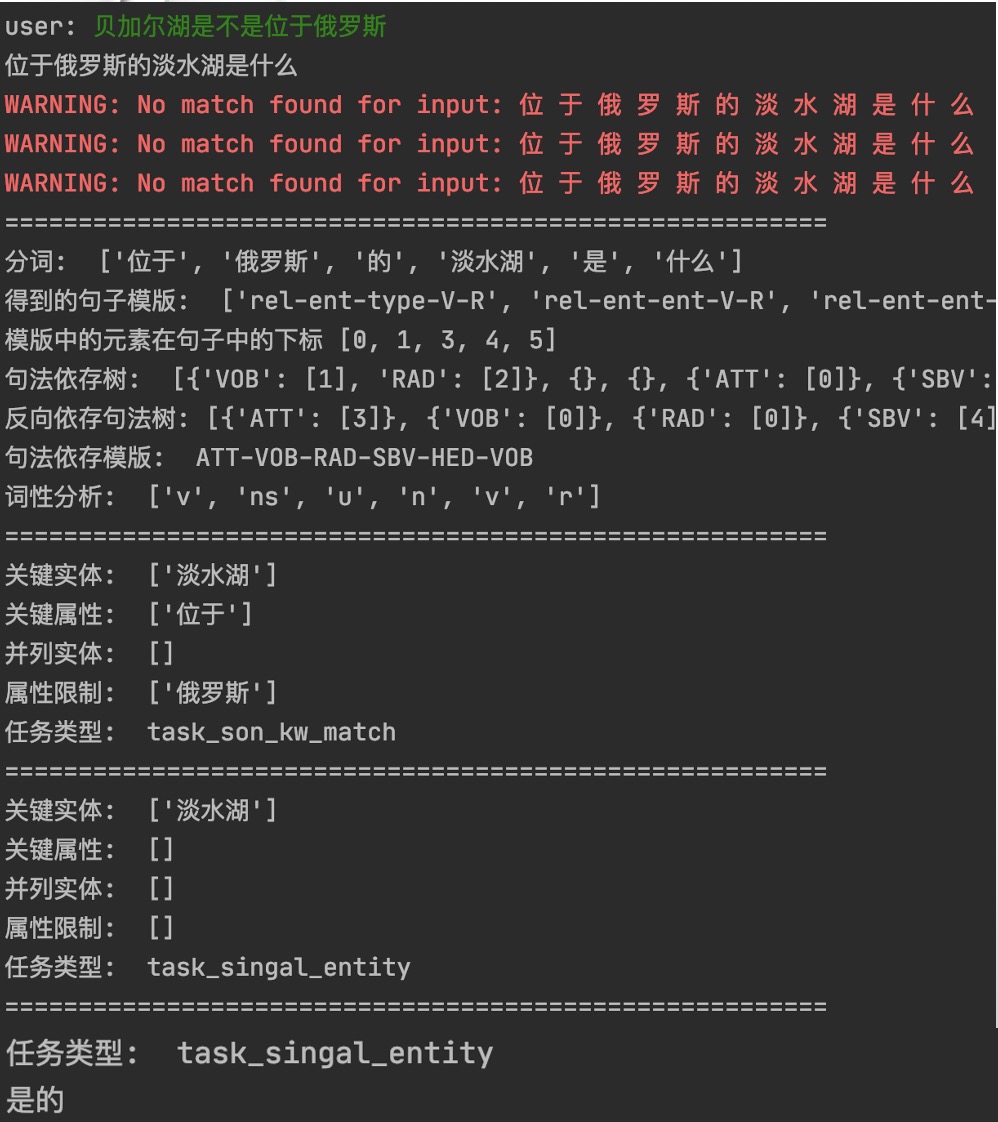 user: 贝加尔湖是不是位于俄罗斯
位于俄罗斯的淡水湖是什么
WARNING: No match found for input: 位 于 俄 罗 斯 的 淡 水 湖 是 什 么
WARNING: No match found for input: 位 于 俄 罗 斯 的 淡 水 湖 是 什 么
WARNING: No match found for input: 位 于 俄 罗 斯 的 淡 水 湖 是 什 么
========================================================
分词： ['位于', '俄罗斯', '的', '淡水湖', '是', '什么']
得到的句子模版： ['rel-ent-type-V-R', 'rel-ent-ent-V-R', 'rel-ent-ent-
模版中的元素在句子中的下标 [0, 1, 3, 4, 5]
句法依存树： [{'VOB': [1], 'RAD': [2]}, {}, {}, {'ATT': [0]}, {'SBV':
反向依存句法树: [{'ATT': [3]}, {'VOB': [0]}, {'RAD': [0]}, {'SBV': [4]
句法依存模版： ATT-VOB-RAD-SBV-HED-VOB
词性分析： ['v', 'ns', 'u', 'n', 'v', 'r']
========================================================
关键实体： ['淡水湖']
关键属性： ['位于']
并列实体： []
属性限制： ['俄罗斯']
任务类型： task_son_kw_match
========================================================
关键实体： ['淡水湖']
关键属性： []
并列实体： []
属性限制： []
任务类型： task_singal_entity
========================================================
任务类型： task_singal_entity
是的